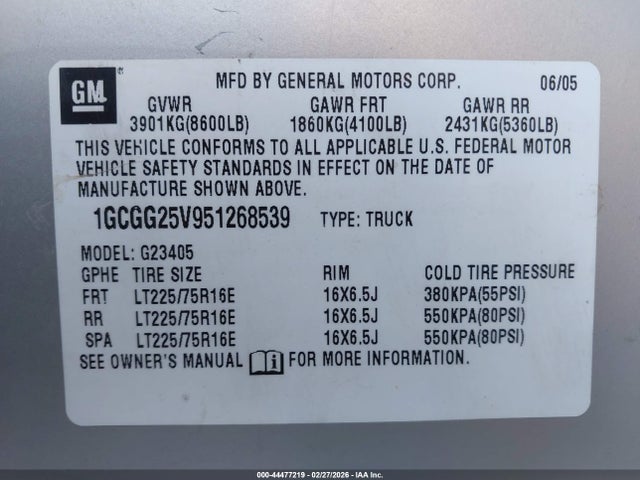 GM
MFD BY GENERAL MOTORS CORP. 06/05
GVWR GAWR FRT GAWR RR
3901KG(8600LB) 1860KG(4100LB) 2431KG(5360LB)
THIS VEHICLE CONFORMS TO ALL APPLICABLE U.S. FEDERAL MOTOR
VEHICLE SAFETY STANDARDS IN EFFECT ON THE DATE OF
MANUFACTURE SHOWN ABOVE.
1GCGG25V951268539 TYPE: TRUCK
MODEL: G23405
GPHE TIRE SIZE RIM COLD TIRE PRESSURE
FRT LT225/75R16E 16X6.5J 380KPA(55PSI)
RR LT225/75R16E 16X6.5J 550KPA(80PSI)
SPA LT225/75R16E 16X6.5J 550KPA(80PSI)
SEE OWNER'S MANUAL FOR MORE INFORMATION.
000-44477219 - 02/27/2026 - IAA Inc.